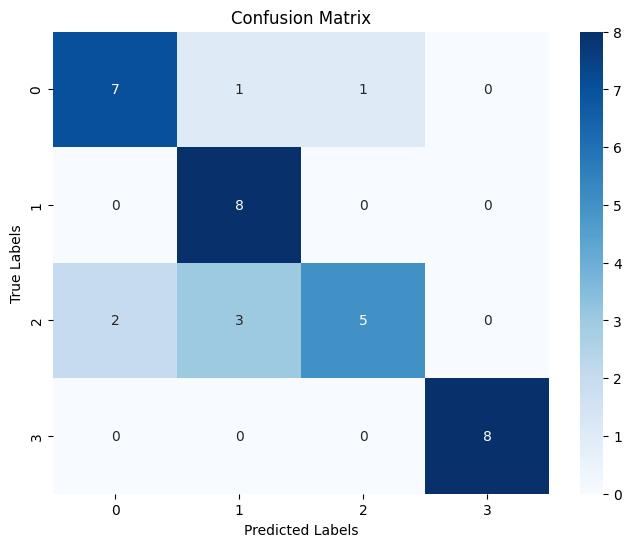 Confusion Matrix
0 7 1 1 0
1 0 8 0 0
2 2 3 5 0
3 0 0 0 8
0 1 2 3
Predicted Labels
True Labels
8
7
6
5
4
3
2
1
0